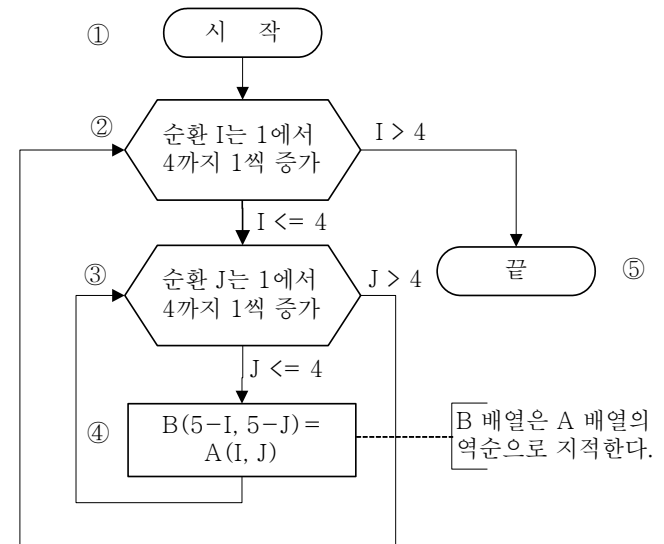 ①
시 작
②
순환 I는 1에서
4까지 1씩 증가
I > 4
I <= 4
끝
⑤
③
순환 J는 1에서
4까지 1씩 증가
J > 4
J <= 4
④
B(5-I, 5-J)=
A(I, J)
B 배열은 A 배열의
역순으로 지적한다.